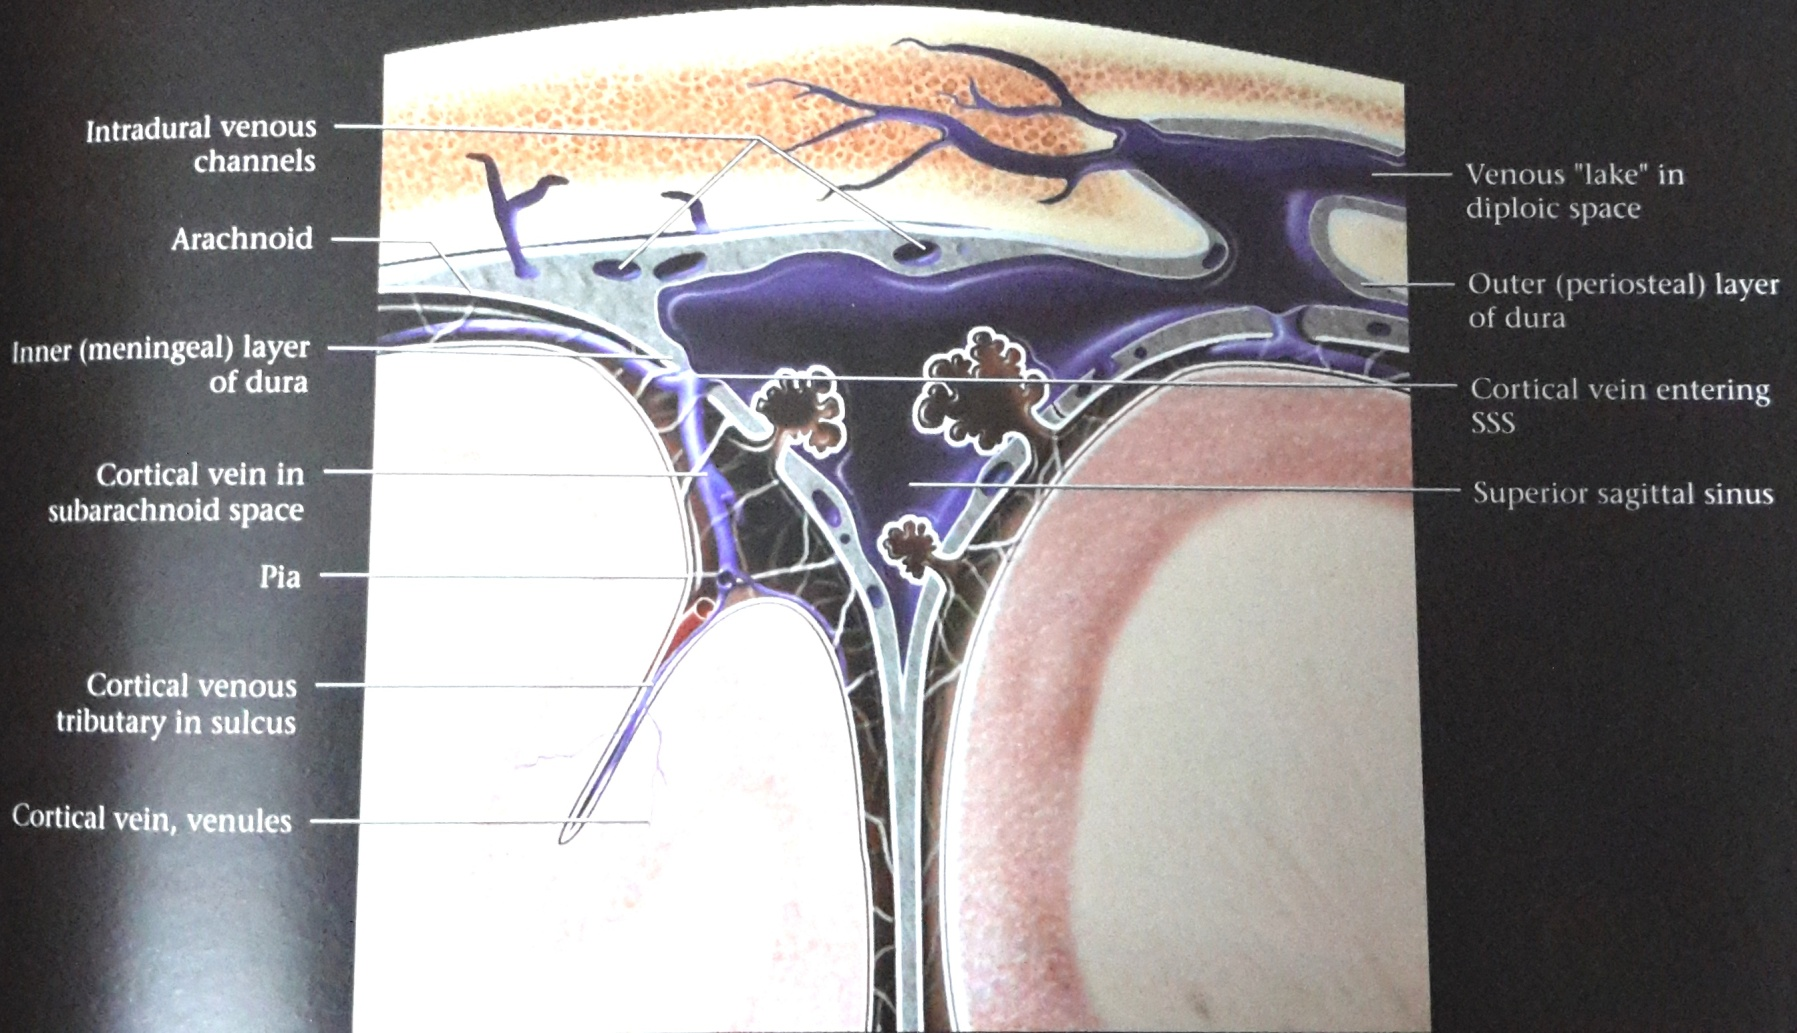 Intradural venous
channels
Arachnoid
Inner (meningeal) layer
of dura
Cortical vein in
subarachnoid space
Pia
Cortical venous
tributary in sulcus
Cortical vein, venules
Venous "lake" in
diploic space
Outer (periosteal) layer
of dura
Cortical vein entering
SSS
Superior sagittal sinus